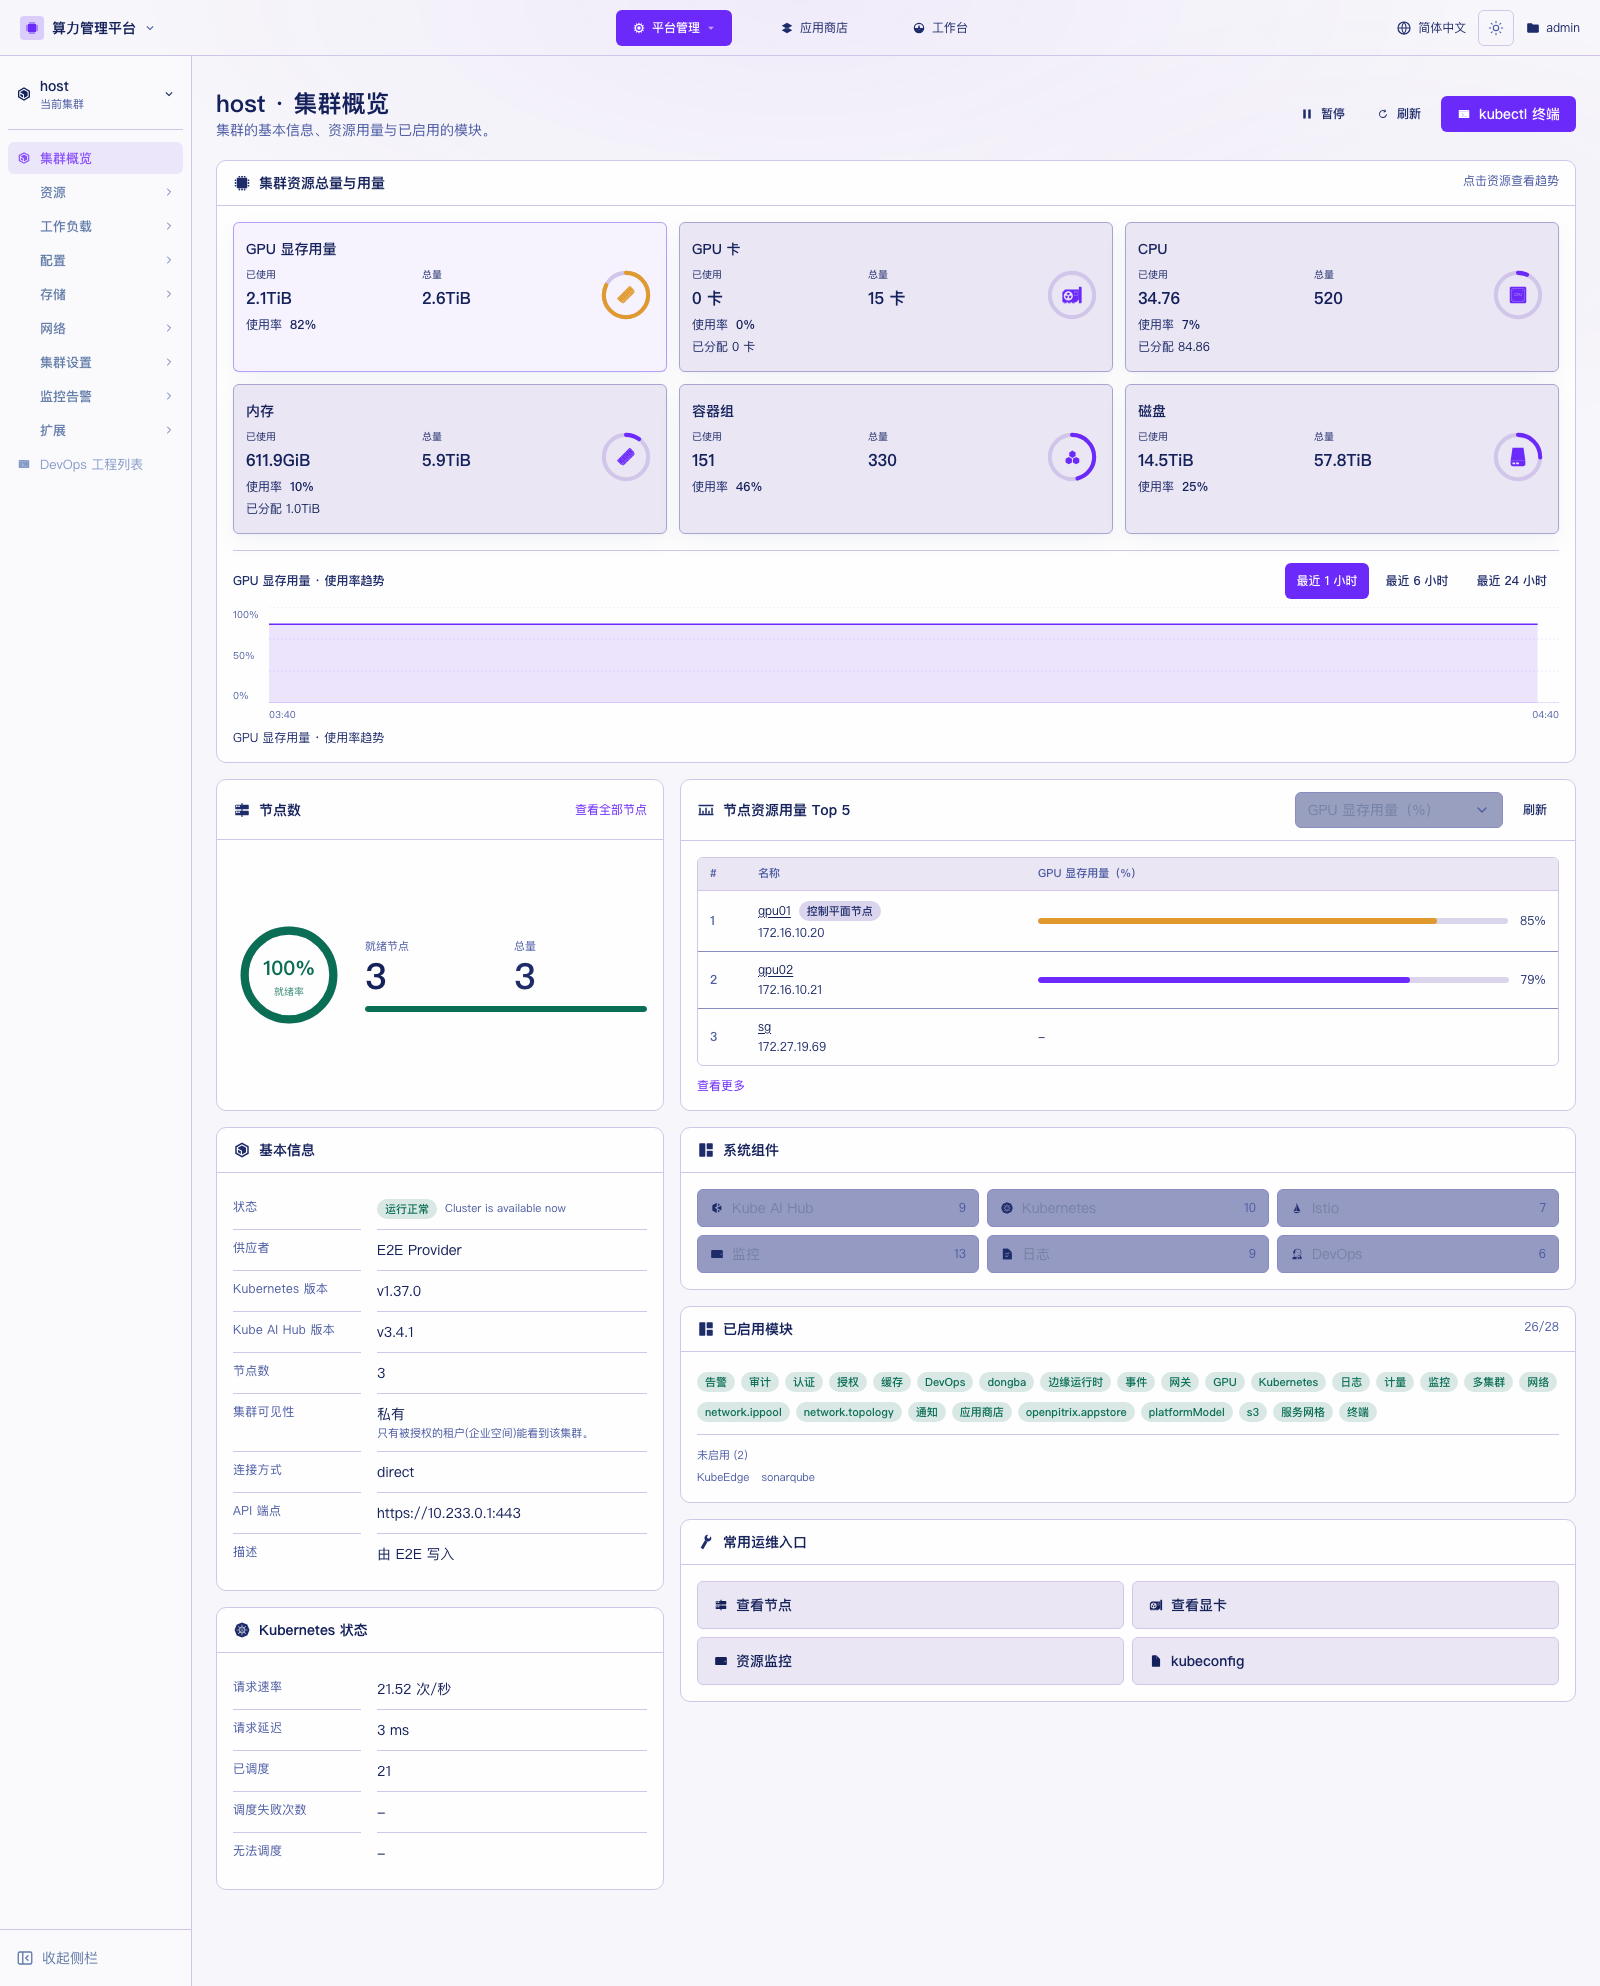 算力管理平台
平台管理
应用商店
工作台
简体中文
admin
host
当前集群
集群概览
资源
工作负载
配置
存储
网络
集群设置
监控告警
扩展
DevOps 工程列表
收起侧栏
host · 集群概览
集群的基本信息、资源用量与已启用的模块。
暂停
刷新
kubectl 终端
集群资源总量与用量
点击资源查看趋势
GPU 显存用量
已使用 总量
2.1TiB 2.6TiB
使用率 82%
GPU 卡
已使用 总量
0 卡 15 卡
使用率 0%
已分配 0 卡
CPU
已使用 总量
34.76 520
使用率 7%
已分配 84.86
内存
已使用 总量
611.9GiB 5.9TiB
使用率 10%
已分配 1.0TiB
容器组
已使用 总量
151 330
使用率 46%
磁盘
已使用 总量
14.5TiB 57.8TiB
使用率 25%
GPU 显存用量 · 使用率趋势
最近 1 小时
最近 6 小时
最近 24 小时
100%
50%
0%
03:40 04:40
GPU 显存用量 · 使用率趋势
节点数
查看全部节点
100%
就绪率
就绪节点 总量
3 3
节点资源用量 Top 5
GPU 显存用量（%）
刷新
# 名称 GPU 显存用量（%）
1 gpu01 控制平面节点 85%
172.16.10.20
2 gpu02 79%
172.16.10.21
3 sg –
172.27.19.69
查看更多
基本信息
状态 运行正常 Cluster is available now
供应者 E2E Provider
Kubernetes 版本 v1.37.0
Kube AI Hub 版本 v3.4.1
节点数 3
集群可见性 私有
只有被授权的租户(企业空间)能看到该集群。
连接方式 direct
API 端点 https://10.233.0.1:443
描述 由 E2E 写入
Kubernetes 状态
请求速率 21.52 次/秒
请求延迟 3 ms
已调度 21
调度失败次数 –
无法调度 –
系统组件
Kube AI Hub 9
Kubernetes 10
Istio 7
监控 13
日志 9
DevOps 6
已启用模块
26/28
告警 审计 认证 授权 缓存 DevOps dongba 边缘运行时 事件 网关 GPU Kubernetes 日志 计量 监控 多集群 网络
network.ippool network.topology 通知 应用商店 openpitrix.appstore platformModel s3 服务网格 终端
未启用 (2)
KubeEdge sonarqube
常用运维入口
查看节点
查看显卡
资源监控
kubeconfig